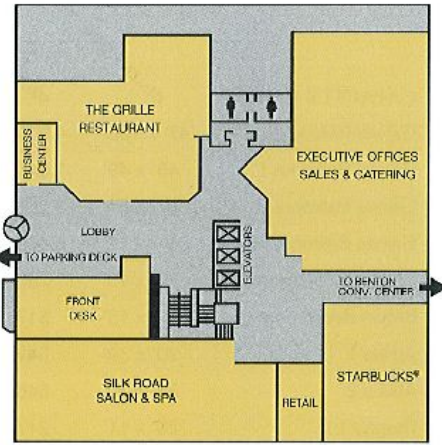 THE GRILLE
RESTAURANT
BUSINESS
CENTER
EXECUTIVE OFFICES
SALES & CATERING
LOBBY
TO PARKING DECK
ELEVATORS
TO BENTON
CONV. CENTER
FRONT
DESK
SILK ROAD
SALON & SPA
RETAIL
STARBUCKS®